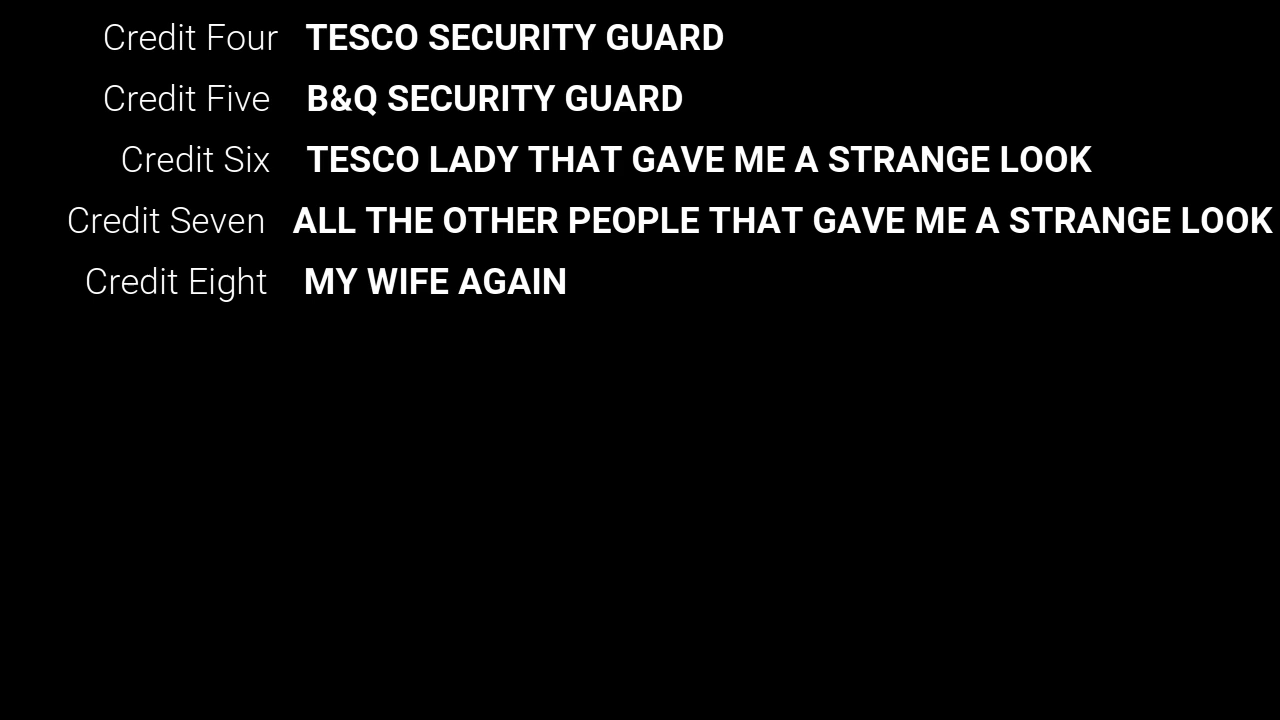 Credit Four TESCO SECURITY GUARD
Credit Five B&Q SECURITY GUARD
Credit Six TESCO LADY THAT GAVE ME A STRANGE LOOK
Credit Seven ALL THE OTHER PEOPLE THAT GAVE ME A STRANGE LOOK
Credit Eight MY WIFE AGAIN